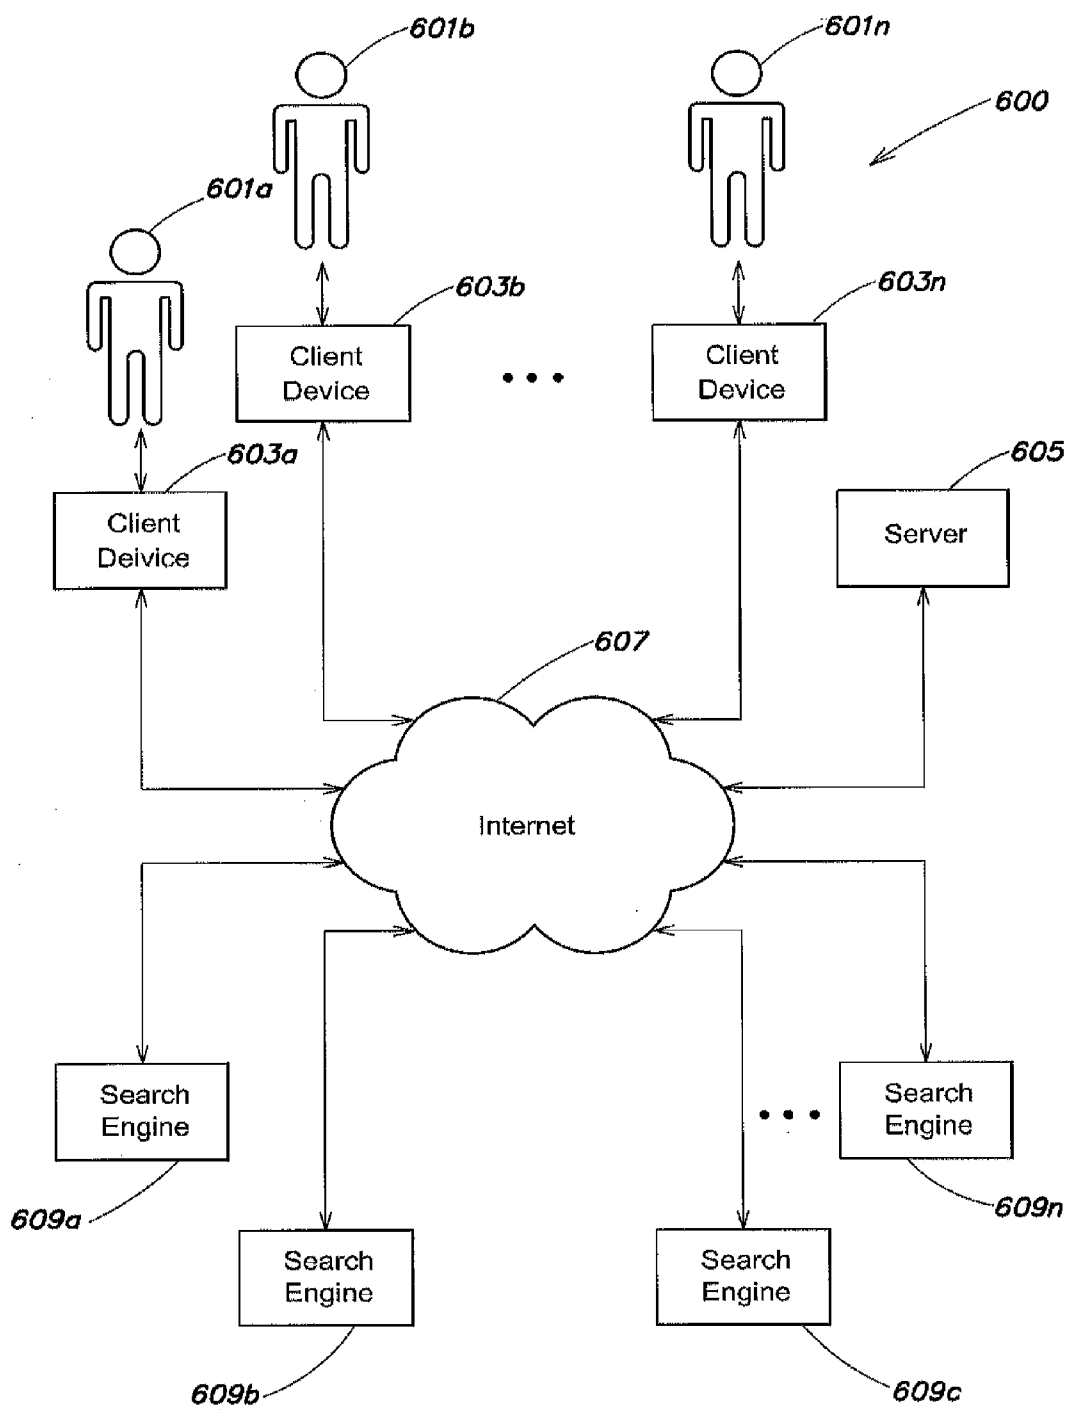 601b
601n
600
601a
603b
603n
Client
Device
Client
Device
603a
605
Client
Deivice
Server
607
Internet
Search
Engine
Search
Engine
609a
609n
Search
Engine
Search
Engine
609b
609c